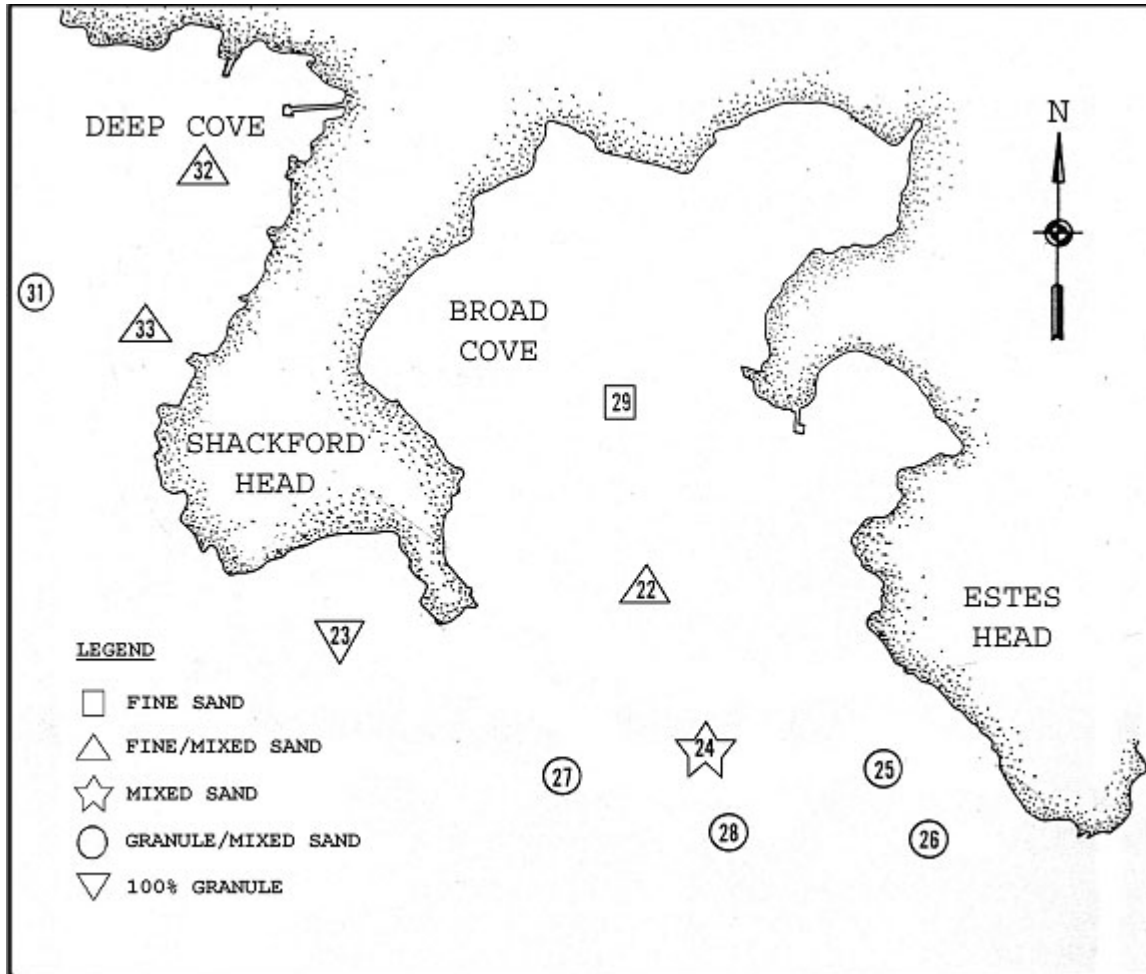 DEEP COVE
N
32
31
33
BROAD
COVE
29
SHACKFORD
HEAD
22
ESTES
HEAD
23
LEGEND
FINE SAND
FINE/MIXED SAND
MIXED SAND
GRANULE/MIXED SAND
100% GRANULE
24
27
25
28
26